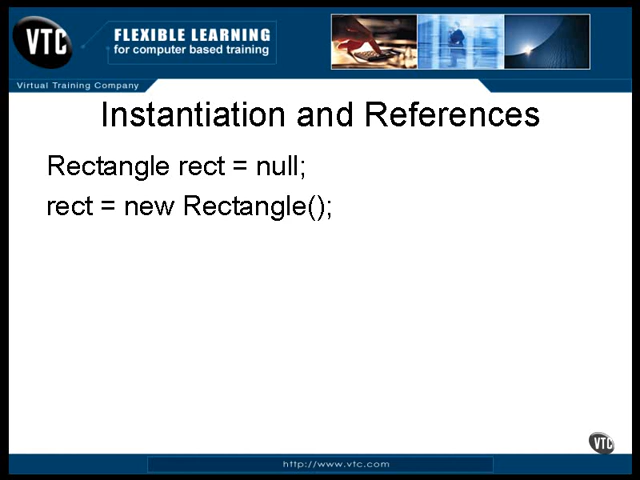 VTC
FLEXIBLE LEARNING
for computer based training
Virtual Training Company
Instantiation and References
Rectangle rect = null;
rect = new Rectangle();
VTC
http://www.vtc.com